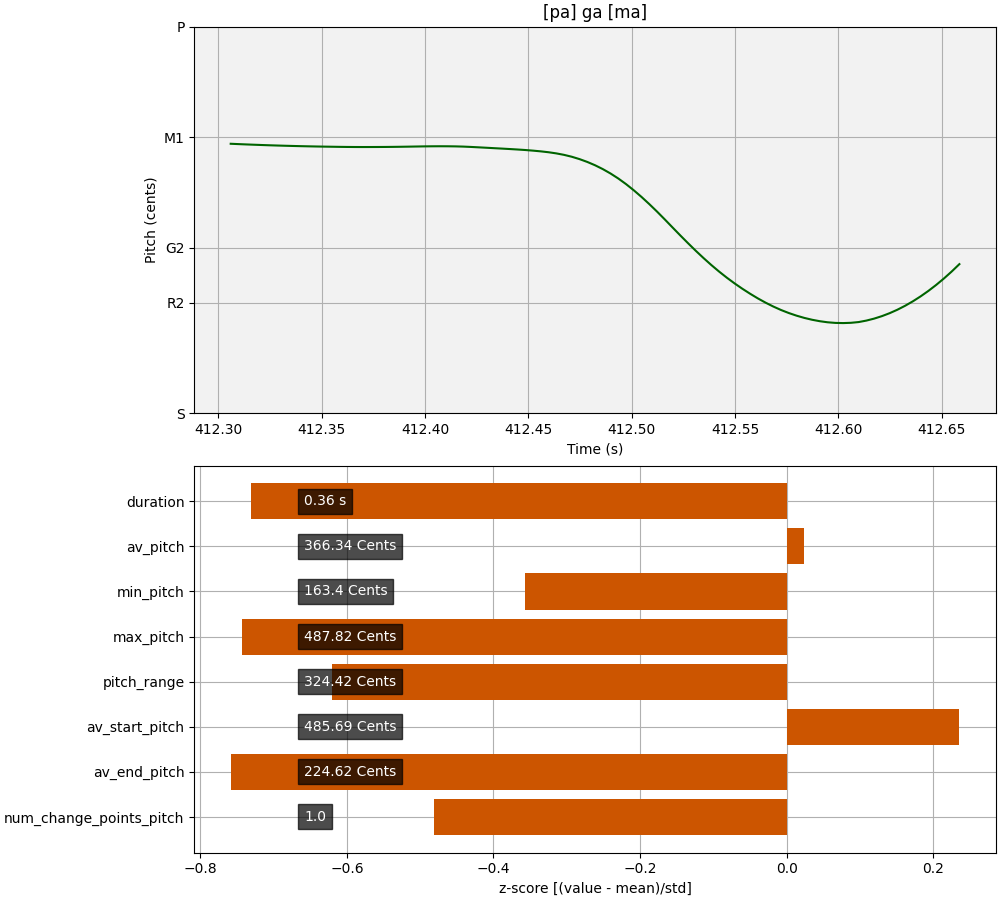 [pa] ga [ma]
P
M1
G2
R2
S
Pitch (cents)
412.30 412.35 412.40 412.45 412.50 412.55 412.60 412.65
Time (s)
duration 0.36 s
av_pitch 366.34 Cents
min_pitch 163.4 Cents
max_pitch 487.82 Cents
pitch_range 324.42 Cents
av_start_pitch 485.69 Cents
av_end_pitch 224.62 Cents
num_change_points_pitch 1.0
−0.8 −0.6 −0.4 −0.2 0.0 0.2
z-score [(value - mean)/std]